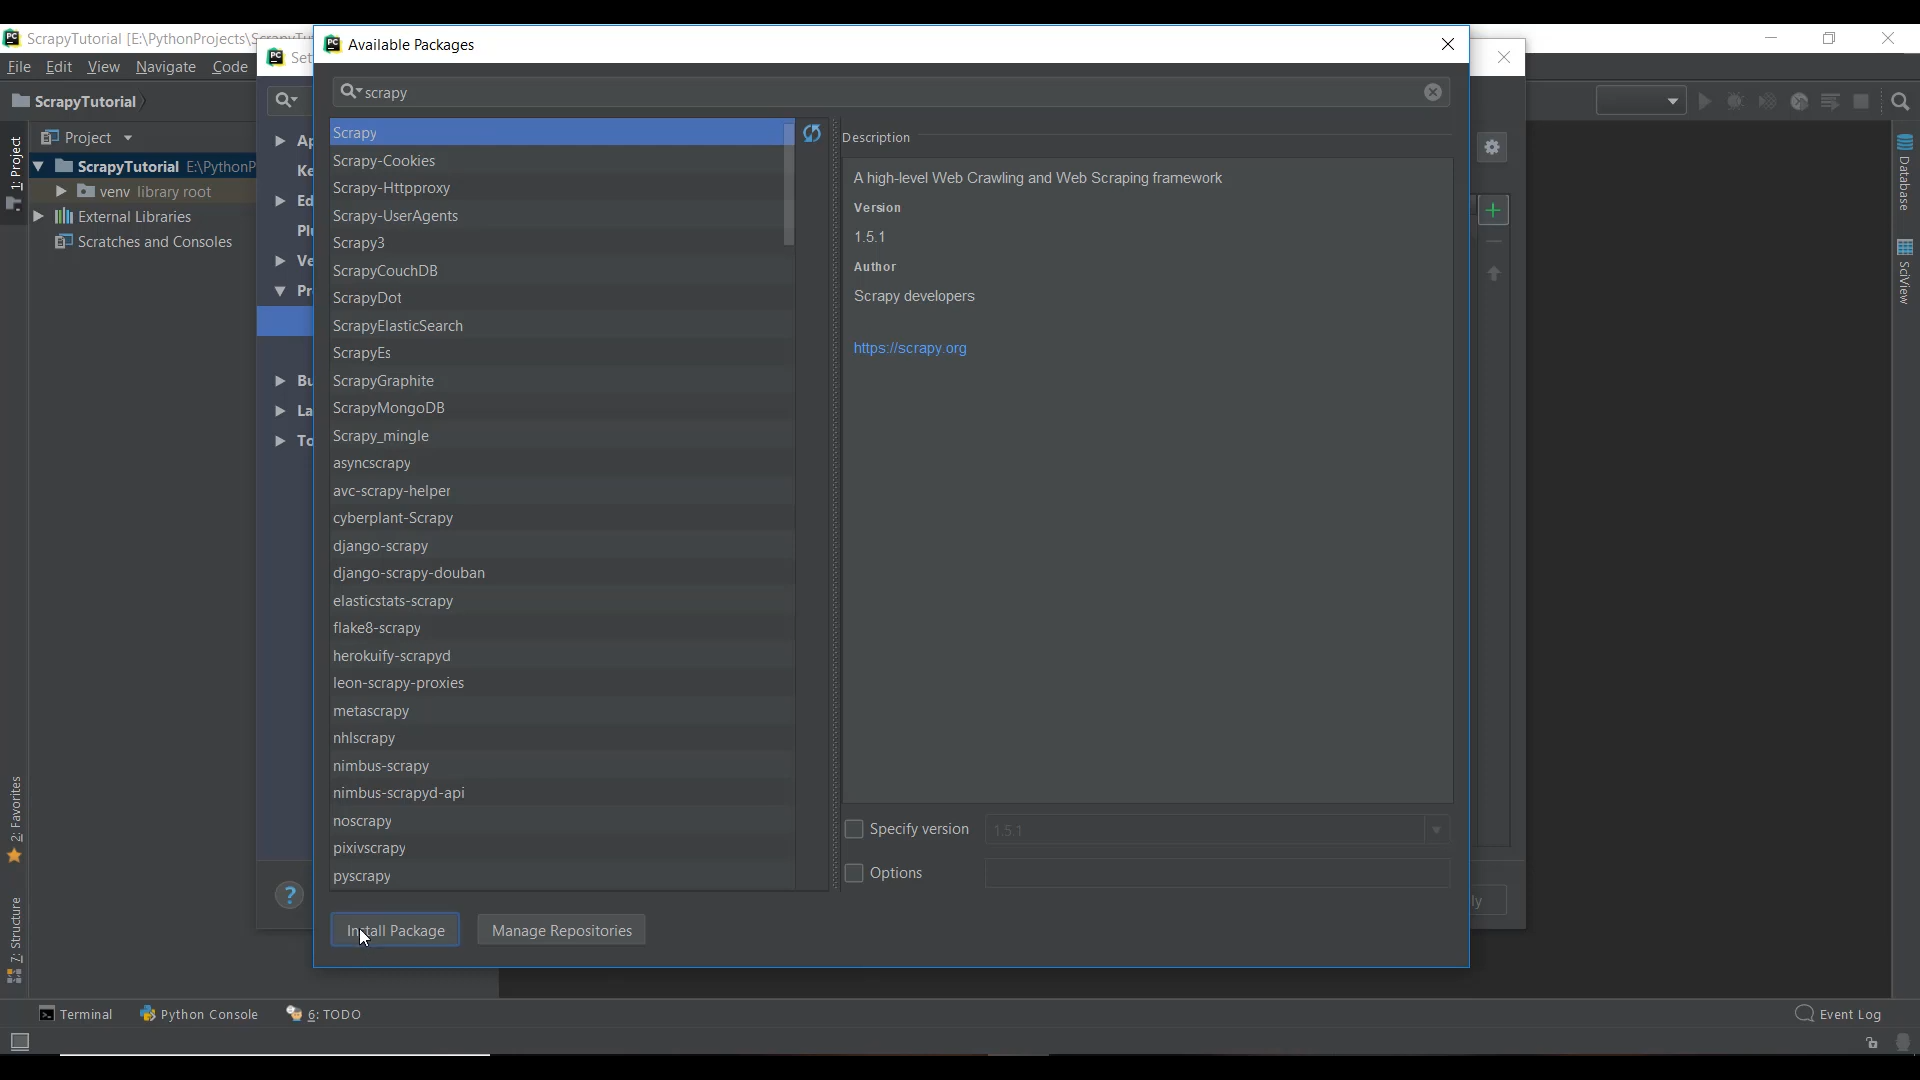 ScrapyTutorial [E:\PythonProjects\ScrapyTut
File Edit View Navigate Code
ScrapyTutorial
1: Project
Project
ScrapyTutorial E:\PythonP
venv library root
External Libraries
Scratches and Consoles
2: Favorites
7: Structure
Set
Ap
Ke
Ed
Plu
Ve
Pro
Bu
La
To
?
Available Packages
scrapy
Scrapy
Scrapy-Cookies
Scrapy-Httpproxy
Scrapy-UserAgents
Scrapy3
ScrapyCouchDB
ScrapyDot
ScrapyElasticSearch
ScrapyEs
ScrapyGraphite
ScrapyMongoDB
Scrapy_mingle
asyncscrapy
avc-scrapy-helper
cyberplant-Scrapy
django-scrapy
django-scrapy-douban
elasticstats-scrapy
flake8-scrapy
herokuify-scrapyd
leon-scrapy-proxies
metascrapy
nhlscrapy
nimbus-scrapy
nimbus-scrapyd-api
noscrapy
pixivscrapy
pyscrapy
Description
A high-level Web Crawling and Web Scraping framework
Version
1.5.1
Author
Scrapy developers
https://scrapy.org
Specify version 1.5.1
Options
Install Package Manage Repositories
ly
Database
SciView
Terminal Python Console 6: TODO Event Log